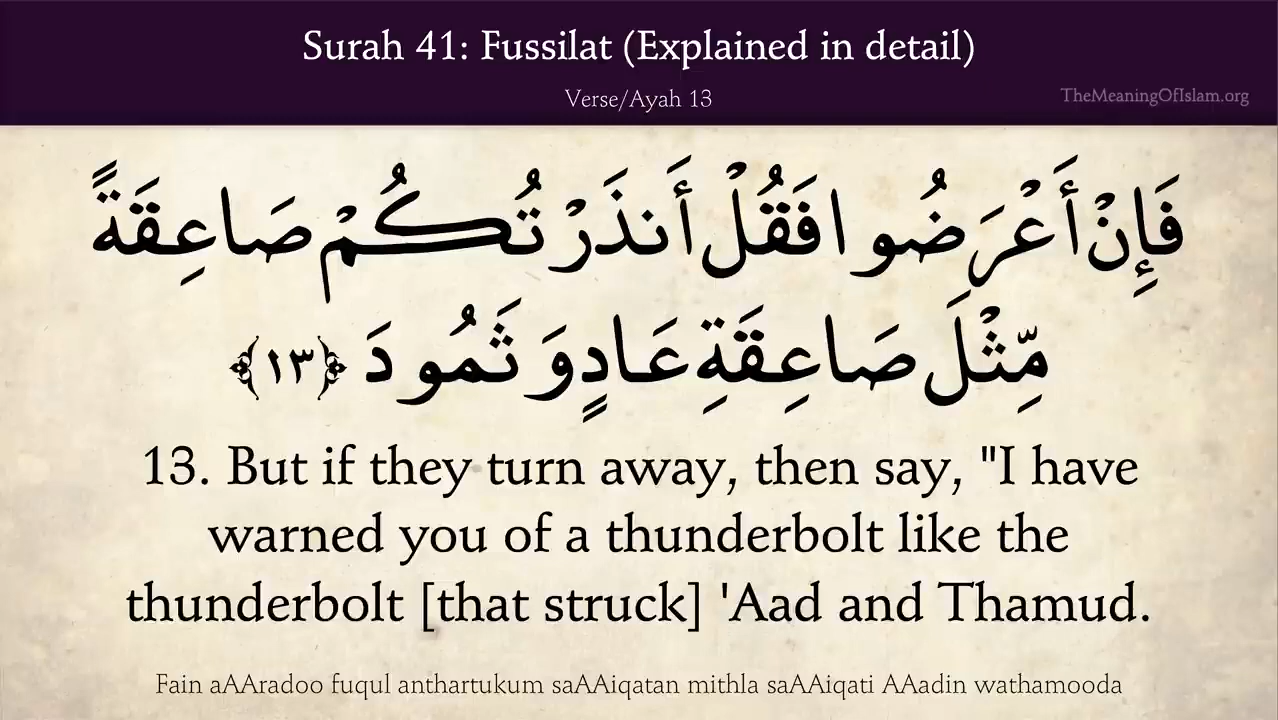 Surah 41: Fussilat (Explained in detail)
Verse/Ayah 13
TheMeaningOfIslam.org
فَإِنْ أَعْرَضُوا فَقُلْ أَنذَرْتُكُمْ صَاعِقَةً
مِّثْلَ صَاعِقَةِ عَادٍ وَثَمُودَ ﴿١٣﴾
13. But if they turn away, then say, "I have
warned you of a thunderbolt like the
thunderbolt [that struck] 'Aad and Thamud.
Fain aAAradoo fuqul anthartukum saAAiqatan mithla saAAiqati AAadin wathamooda